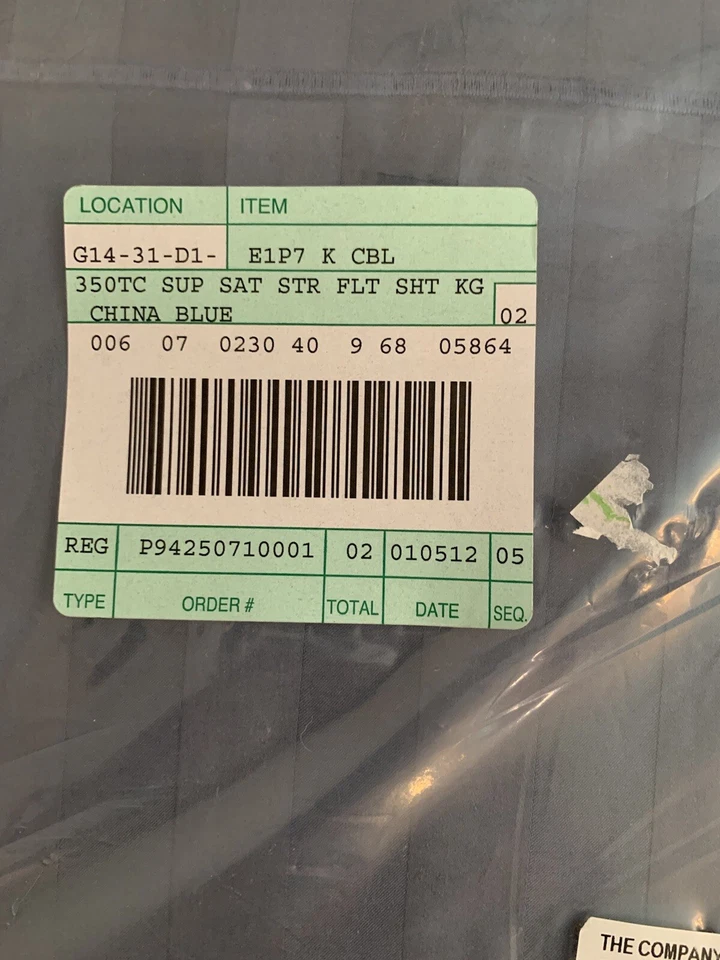 LOCATION ITEM
G14-31-D1- E1P7 K CBL
350TC SUP SAT STR FLT SHT KG
CHINA BLUE 02
006 07 0230 40 9 68 05864
REG P94250710001 02 010512 05
TYPE ORDER # TOTAL DATE SEQ.
THE COMPANY